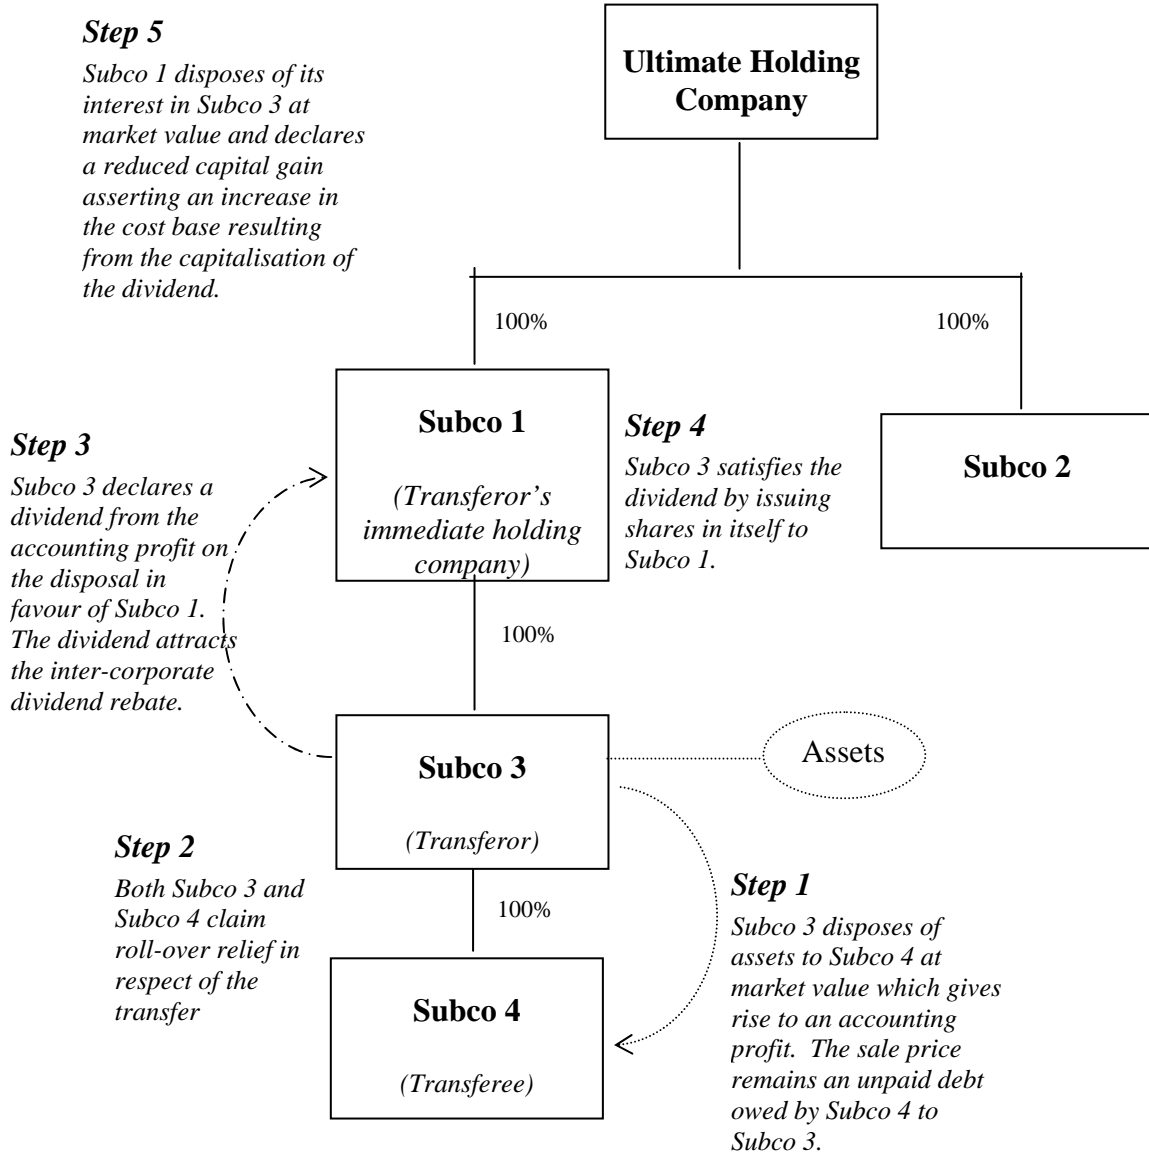 Step 5
Subco 1 disposes of its
interest in Subco 3 at
market value and declares
a reduced capital gain
asserting an increase in
the cost base resulting
from the capitalisation of
the dividend.
Ultimate Holding
Company
100%
100%
Subco 1
(Transferor's
immediate holding
company)
Step 4
Subco 3 satisfies the
dividend by issuing
shares in itself to
Subco 1.
Subco 2
Step 3
Subco 3 declares a
dividend from the
accounting profit on
the disposal in
favour of Subco 1.
The dividend attracts
the inter-corporate
dividend rebate.
100%
Subco 3
(Transferor)
Assets
Step 2
Both Subco 3 and
Subco 4 claim
roll-over relief in
respect of the
transfer
100%
Step 1
Subco 3 disposes of
assets to Subco 4 at
market value which gives
rise to an accounting
profit.  The sale price
remains an unpaid debt
owed by Subco 4 to
Subco 3.
Subco 4
(Transferee)